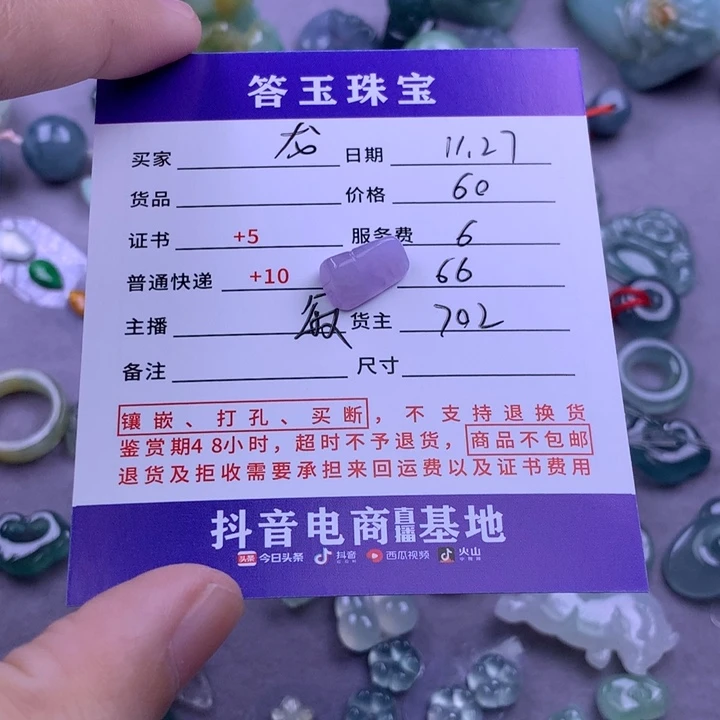 答玉珠宝
买家 龙 日期 11.27
货品 价格 60
证书 +5 服务费 6
普通快递 +10 66
主播 敏 货主 702
备注 尺寸
镶嵌、打孔、买断，不支持退换货
鉴赏期48小时，超时不予退货，商品不包邮
退货及拒收需要承担来回运费以及证书费用
抖音电商直播基地
头条 今日头条 抖音 西瓜视频 火山